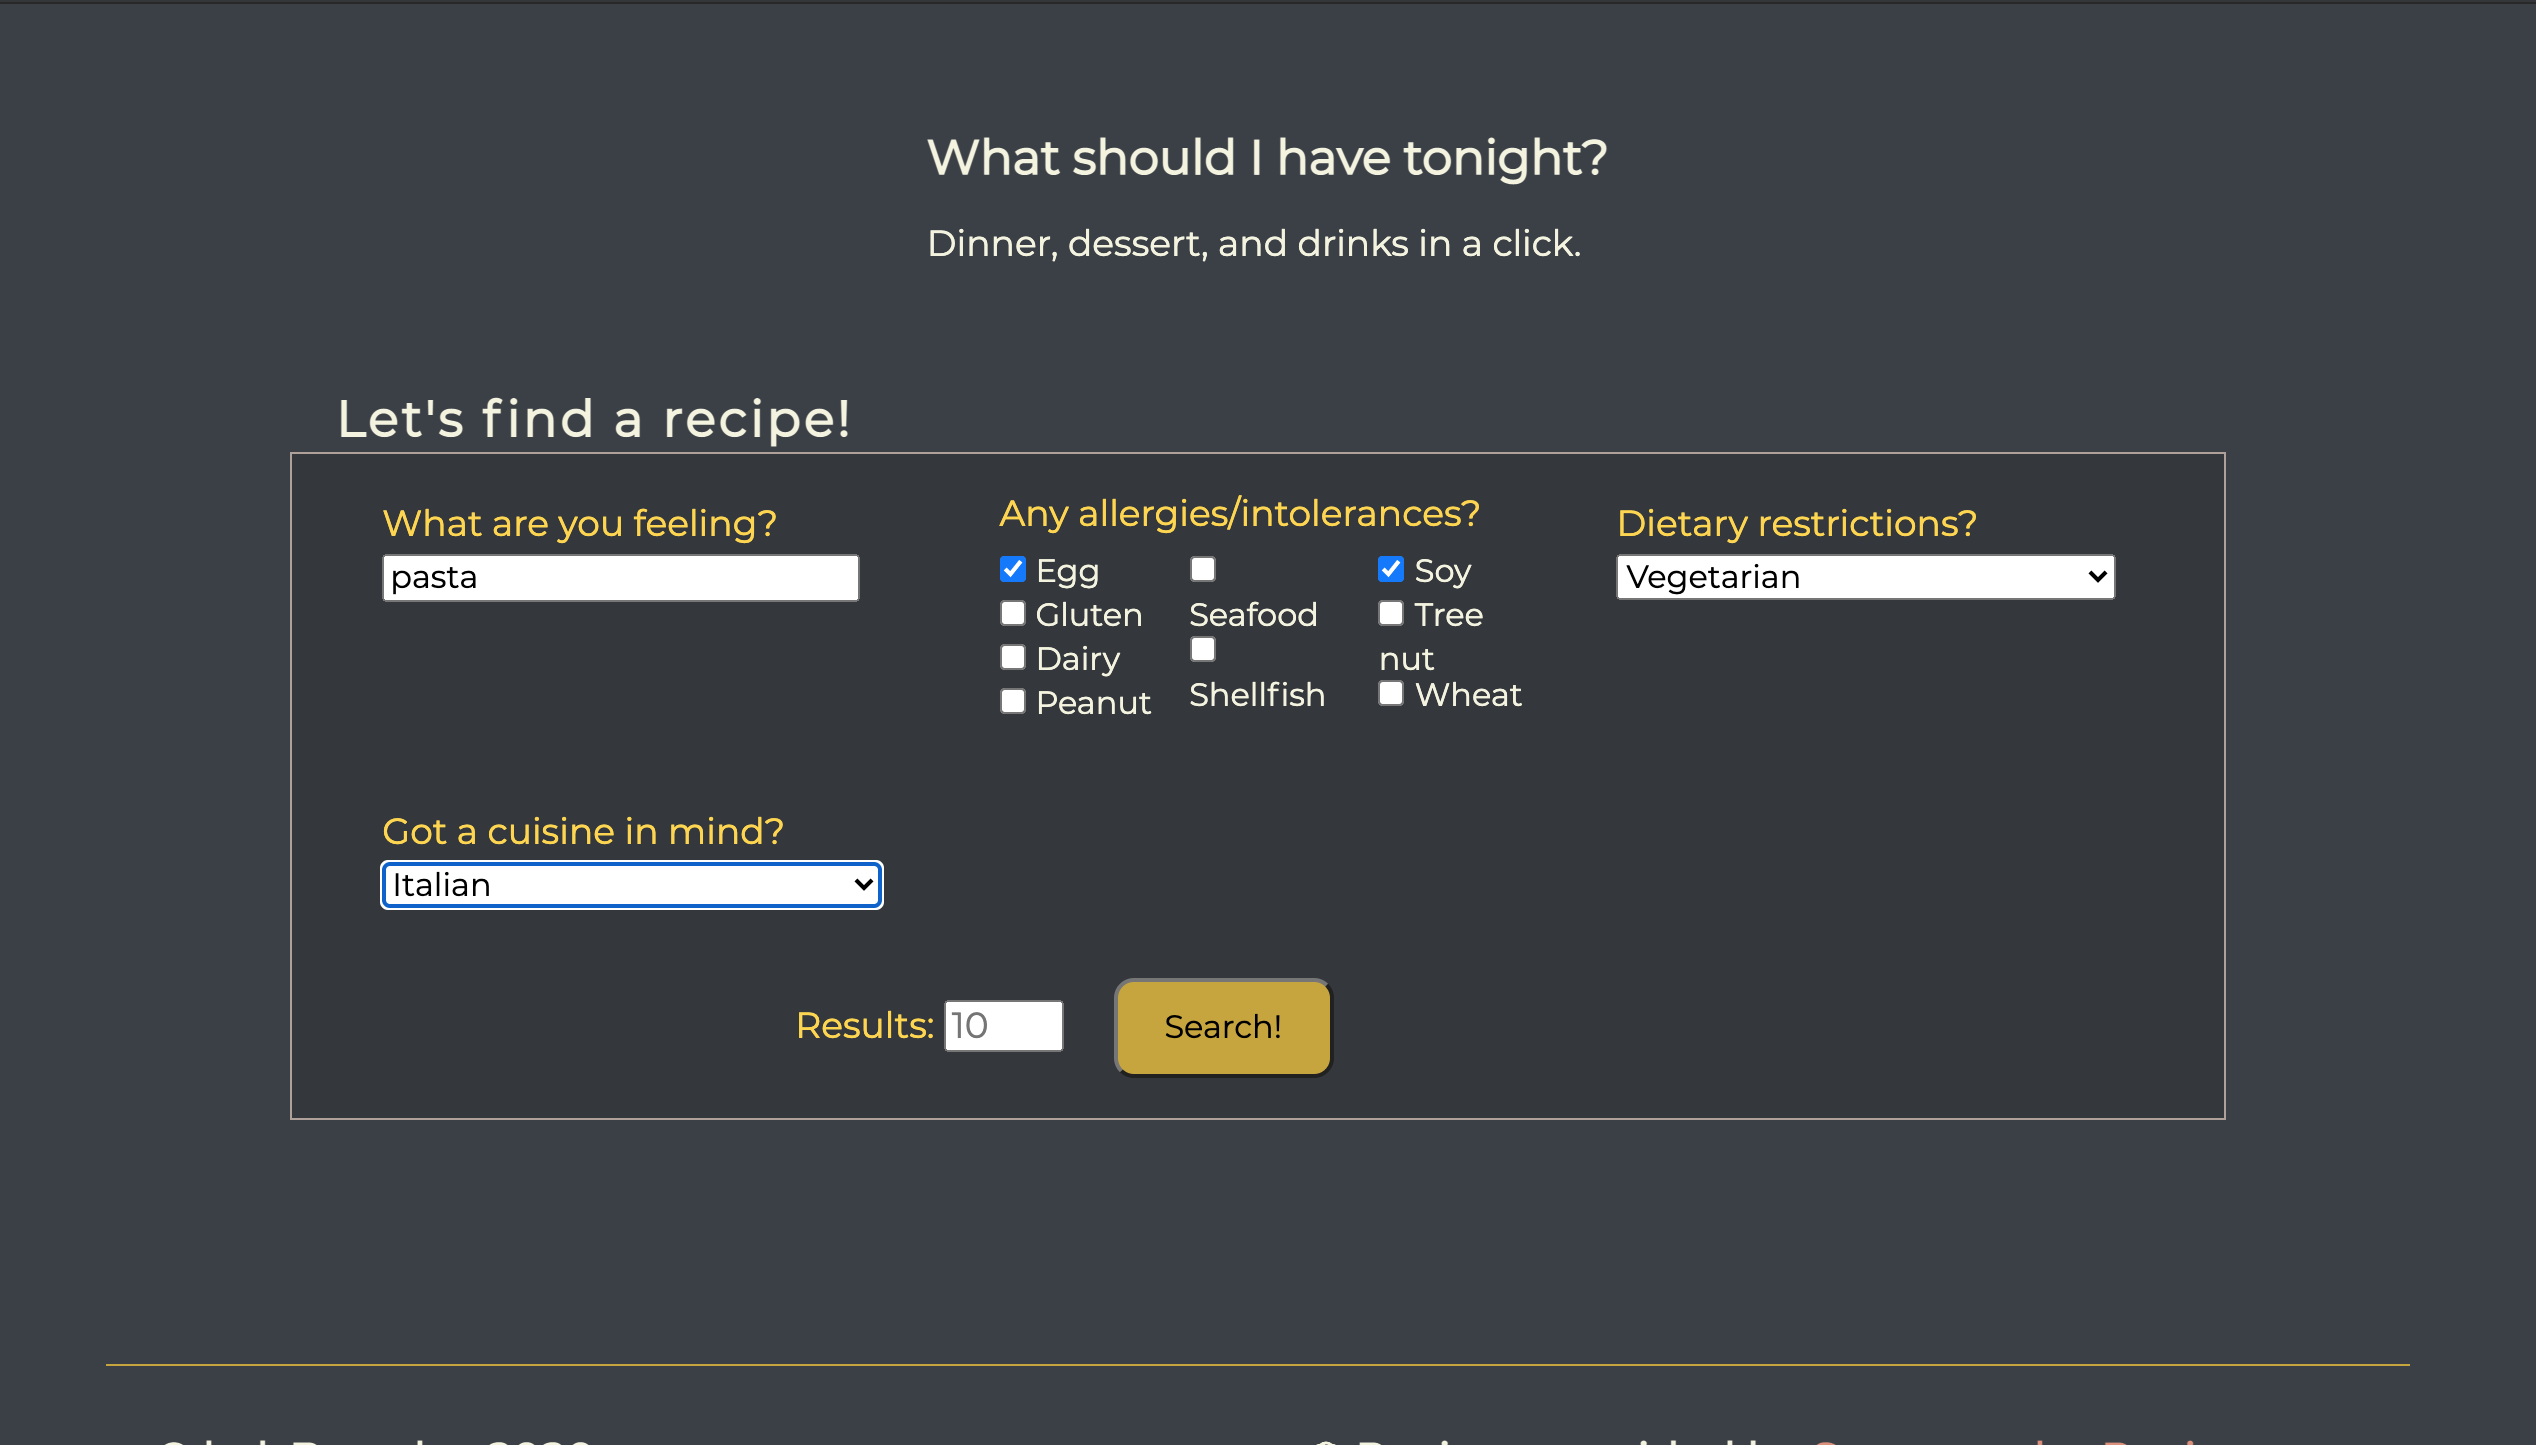 What should I have tonight?
Dinner, dessert, and drinks in a click.
Let's find a recipe!
What are you feeling?
pasta
Any allergies/intolerances?
Egg
Gluten
Dairy
Peanut
Seafood
Shellfish
Soy
Tree
nut
Wheat
Dietary restrictions?
Vegetarian
Got a cuisine in mind?
Italian
Results: 10
Search!